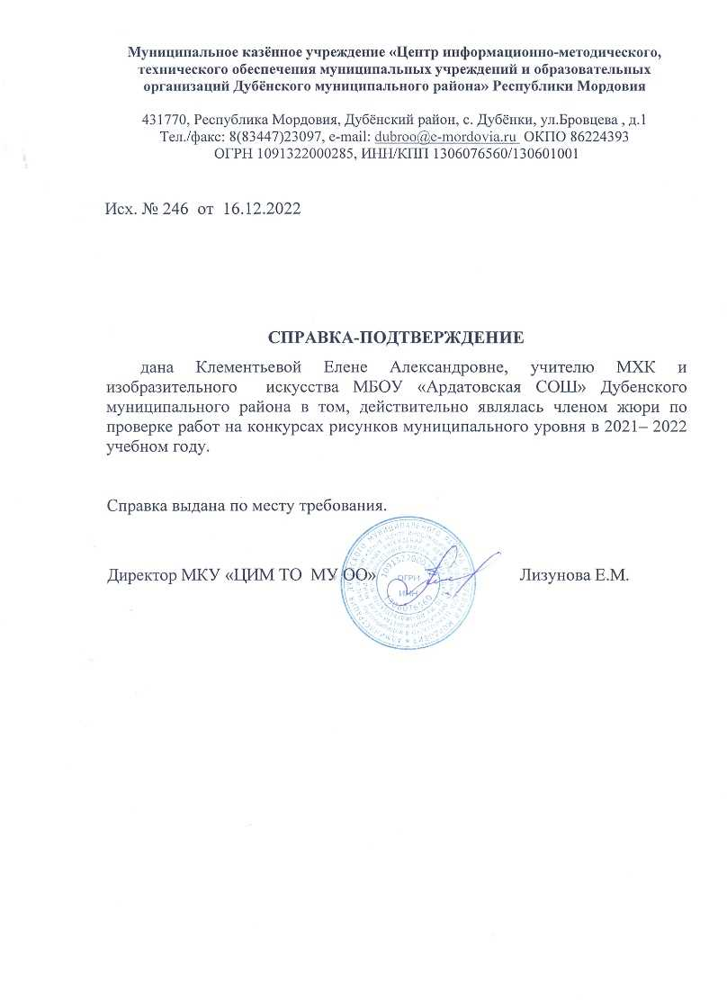 Муниципальное казённое учреждение «Центр информационно-методического,
технического обеспечения муниципальных учреждений и образовательных
организаций Дубёнского муниципального района» Республики Мордовия
431770, Республика Мордовия, Дубёнский район, с. Дубёнки, ул.Бровцева , д.1
Тел./факс: 8(83447)23097, e-mail: dubroo@e-mordovia.ru ОКПО 86224393
ОГРН 1091322000285, ИНН/КПП 1306076560/130601001
Исх. № 246 от 16.12.2022
СПРАВКА-ПОДТВЕРЖДЕНИЕ
дана Клементьевой Елене Александровне, учителю МХК и
изобразительного искусства МБОУ «Ардатовская СОШ» Дубенского
муниципального района в том, действительно являлась членом жюри по
проверке работ на конкурсах рисунков муниципального уровня в 2021– 2022
учебном году.
Справка выдана по месту требования.
Директор МКУ «ЦИМ ТО МУ ОО» Лизунова Е.М.
ОГРН
ИНН